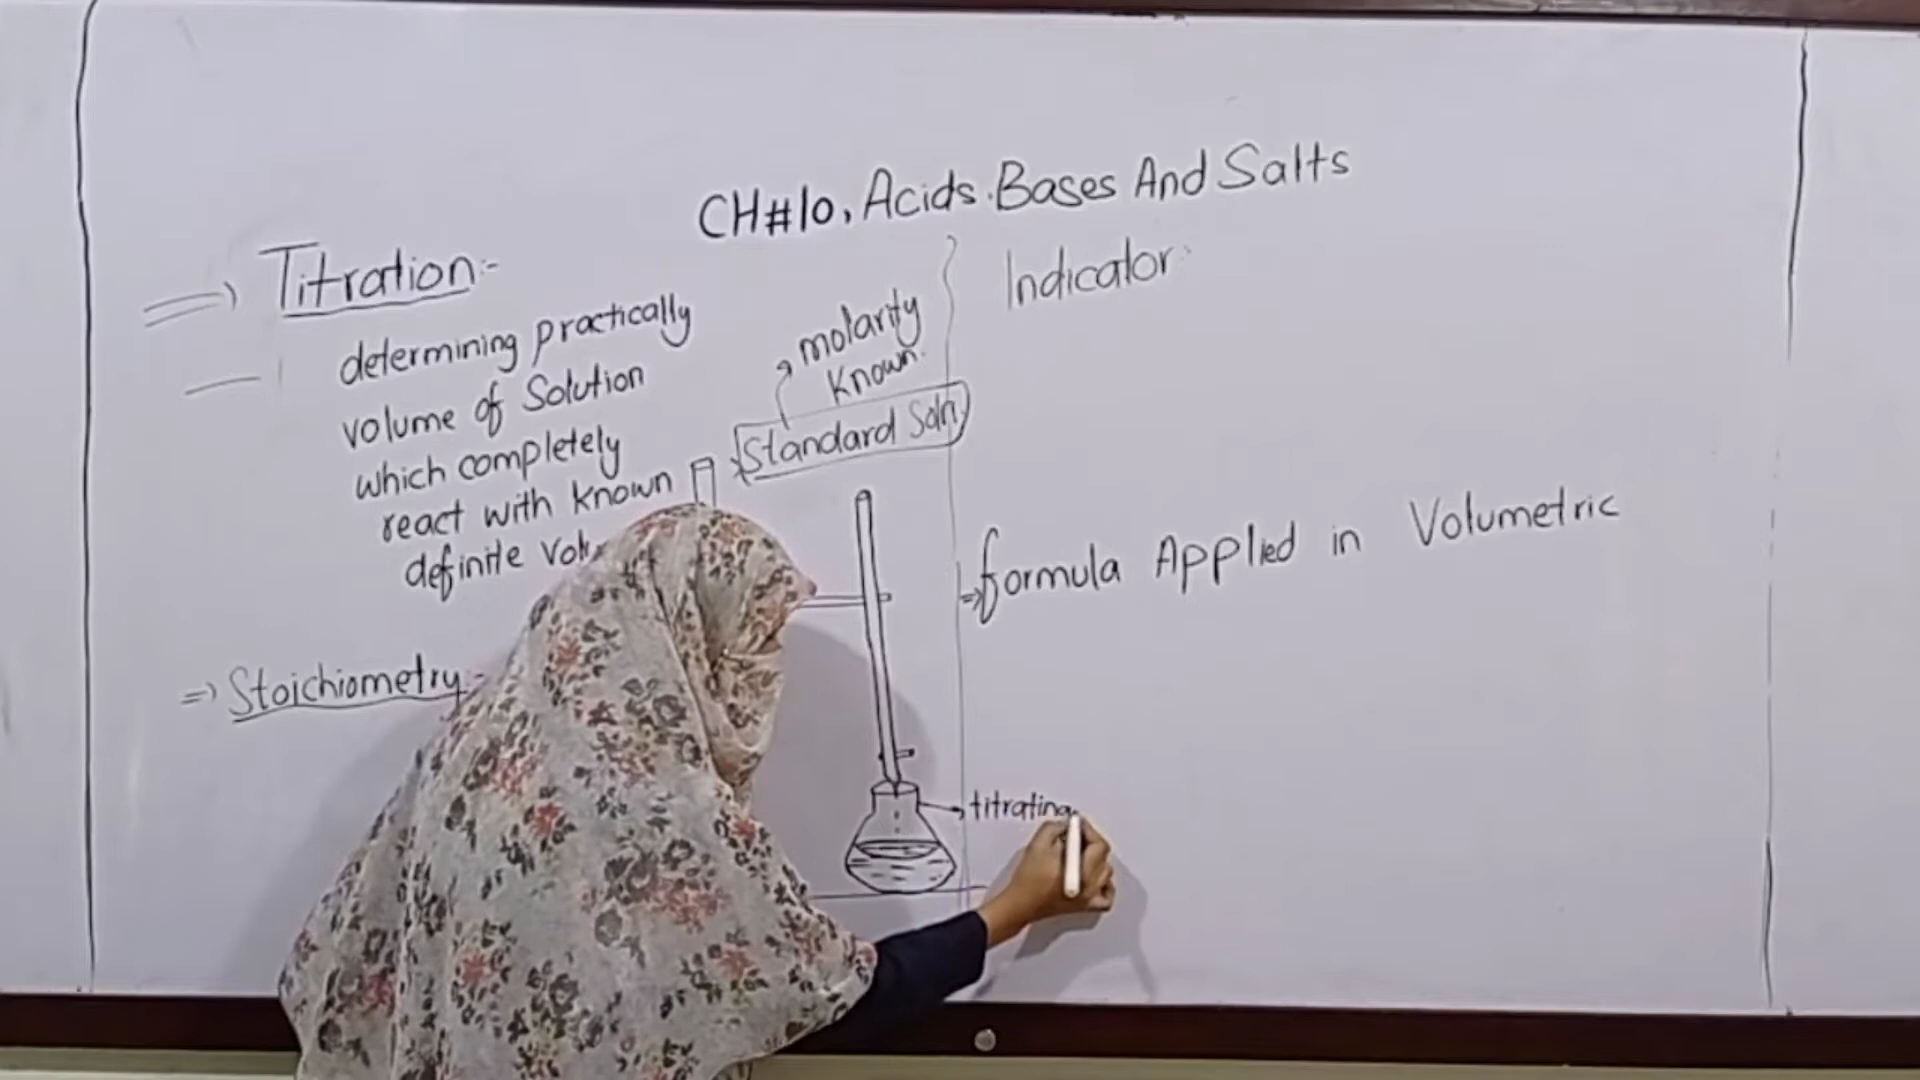 CH#10, Acids.Bases And Salts
Titration:-
determining practically
volume of Solution
which completely
react with known
definite
Stoichiometry:-
molarity
known.
Standard Soln
titrating
Indicator:
=> formula Applied in Volumetric